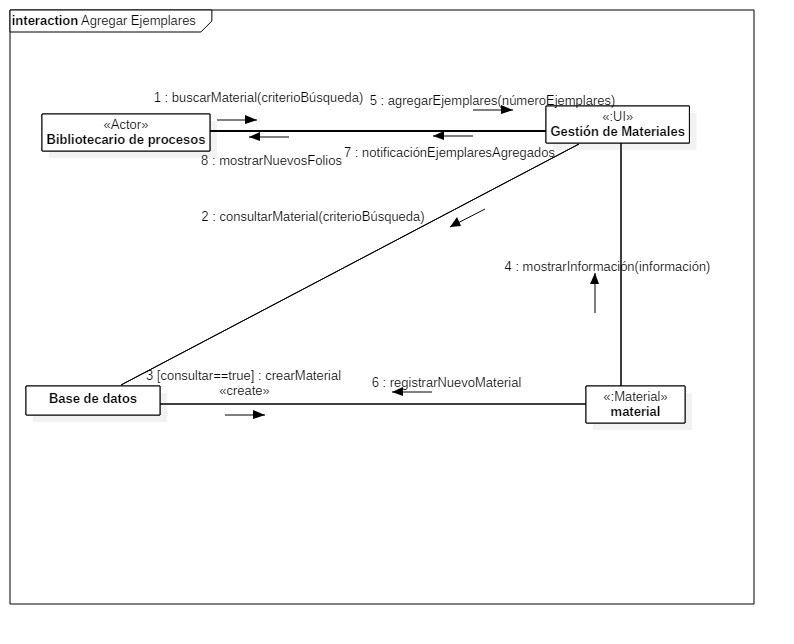 interaction Agregar Ejemplares
1 : buscarMaterial(criterioBúsqueda)
5 : agregarEjemplares(númeroEjemplares)
«Actor»
Bibliotecario de procesos
«:UI»
Gestión de Materiales
8 : mostrarNuevosFolios
7 : notificaciónEjemplaresAgregados
2 : consultarMaterial(criterioBúsqueda)
4 : mostrarInformación(información)
3 [consultar==true] : crearMaterial
«create»
6 : registrarNuevoMaterial
Base de datos
«:Material»
material